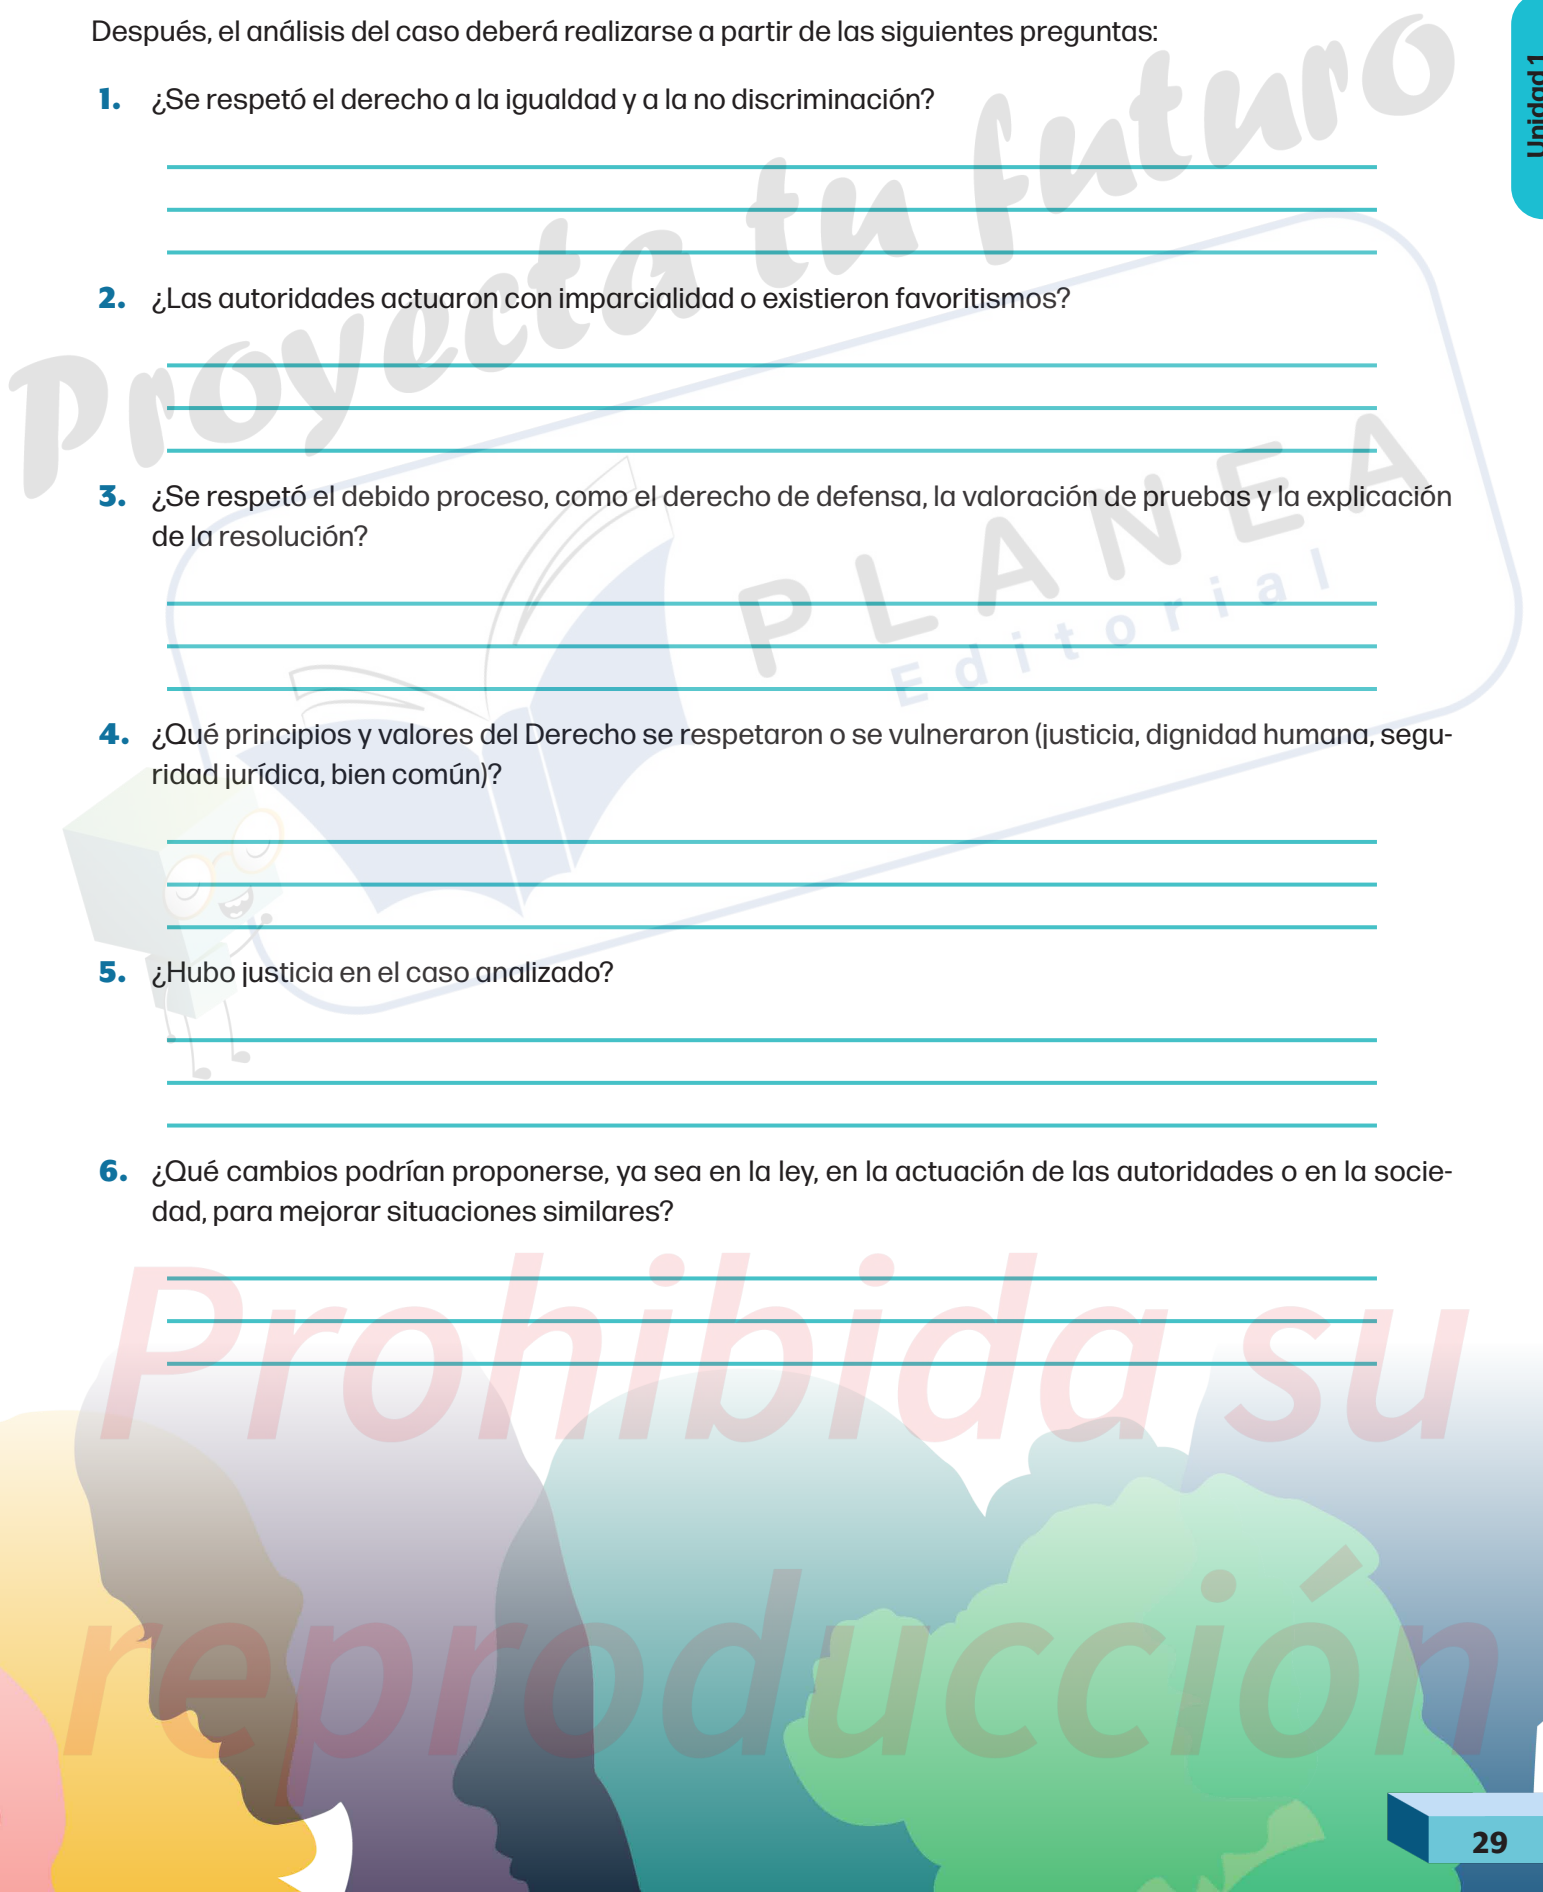 Después, el análisis del caso deberá realizarse a partir de las siguientes preguntas:
Unidad 1
1. ¿Se respetó el derecho a la igualdad y a la no discriminación?
2. ¿Las autoridades actuaron con imparcialidad o existieron favoritismos?
3. ¿Se respetó el debido proceso, como el derecho de defensa, la valoración de pruebas y la explicación
de la resolución?
4. ¿Qué principios y valores del Derecho se respetaron o se vulneraron (justicia, dignidad humana, segu-
ridad jurídica, bien común)?
5. ¿Hubo justicia en el caso analizado?
6. ¿Qué cambios podrían proponerse, ya sea en la ley, en la actuación de las autoridades o en la socie-
dad, para mejorar situaciones similares?
Proyecta tu futuro
PLANEA
Editorial
Prohibida su
reproducción
29